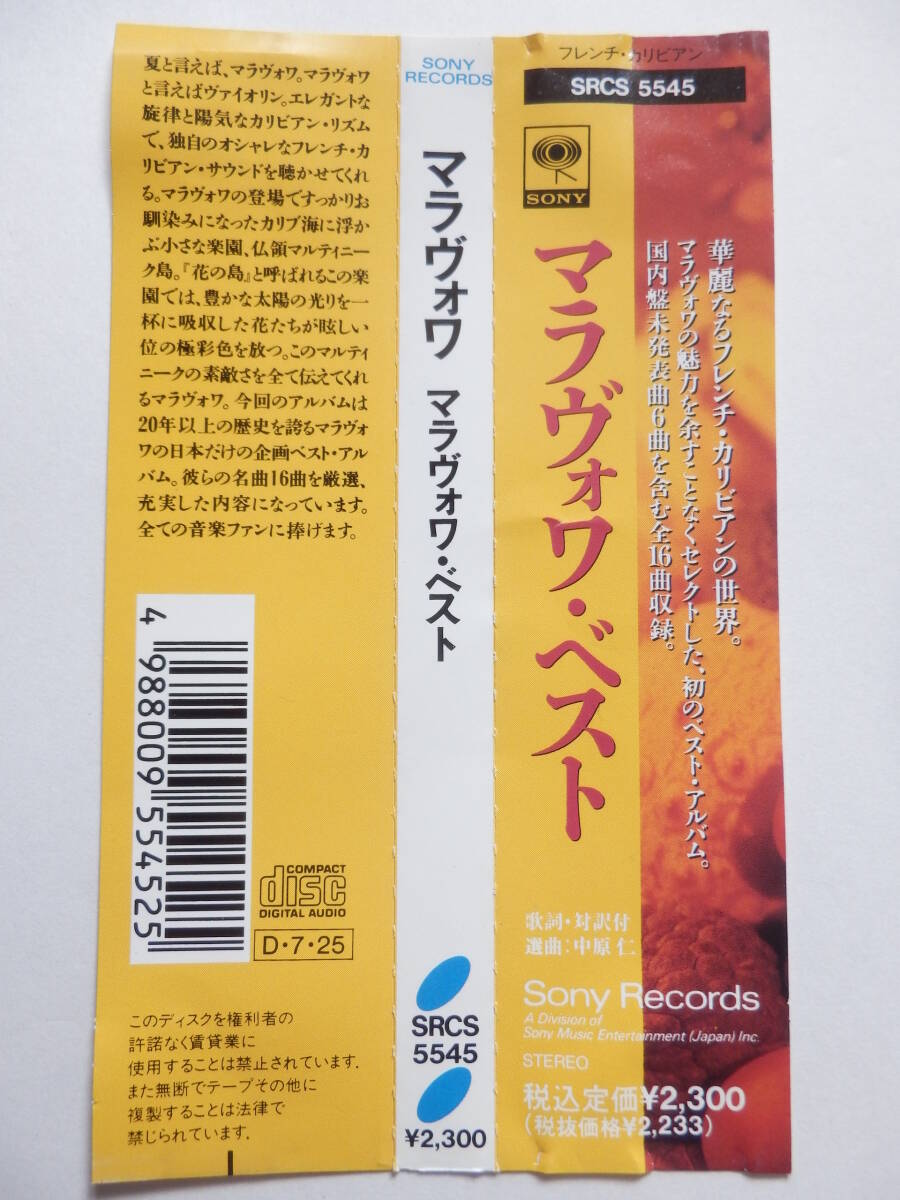 夏と言えば、マラヴォワ。マラヴォワ
と言えばヴァイオリン。エレガントな
旋律と陽気なカリビアン・リズム
で、独自のオシャレなフレンチ・カ
リビアン・サウンドを聴かせてくれ
る。マラヴォワの登場ですっかりお
馴染みになったカリブ海に浮か
ぶ小さな楽園、仏領マルティニー
ク島。『花の島』と呼ばれるこの楽
園では、豊かな太陽の光りを一
杯に吸収した花たちが眩しい
位の極彩色を放つ。このマルティ
ニークの素敵さを全て伝えてくれ
るマラヴォワ。今回のアルバムは
20年以上の歴史を誇るマラヴォ
ワの日本だけの企画ベスト・アル
バム。彼らの名曲16曲を厳選、
充実した内容になっています。
全ての音楽ファンに捧げます。
4 988009 554525
COMPACT
disc
DIGITAL AUDIO
D・7・25
このディスクを権利者の
許諾なく賃貸業に
使用することは禁止されています.
また無断でテープその他に
複製することは法律で
禁じられています.
SONY
RECORDS
マラヴォワ マラヴォワ・ベスト
SRCS
5545
¥2,300
フレンチ・カリビアン
SRCS 5545
SONY
マラヴォワ・ベスト
華麗なるフレンチ・カリビアンの世界。
マラヴォワの魅力を余すことなくセレクトした、初のベスト・アルバム。
国内盤未発表曲6曲を含む全16曲収録。
歌詞・対訳付
選曲:中原 仁
Sony Records
A Division of
Sony Music Entertainment (Japan) Inc.
STEREO
税込定価¥2,300
(税抜価格¥2,233)